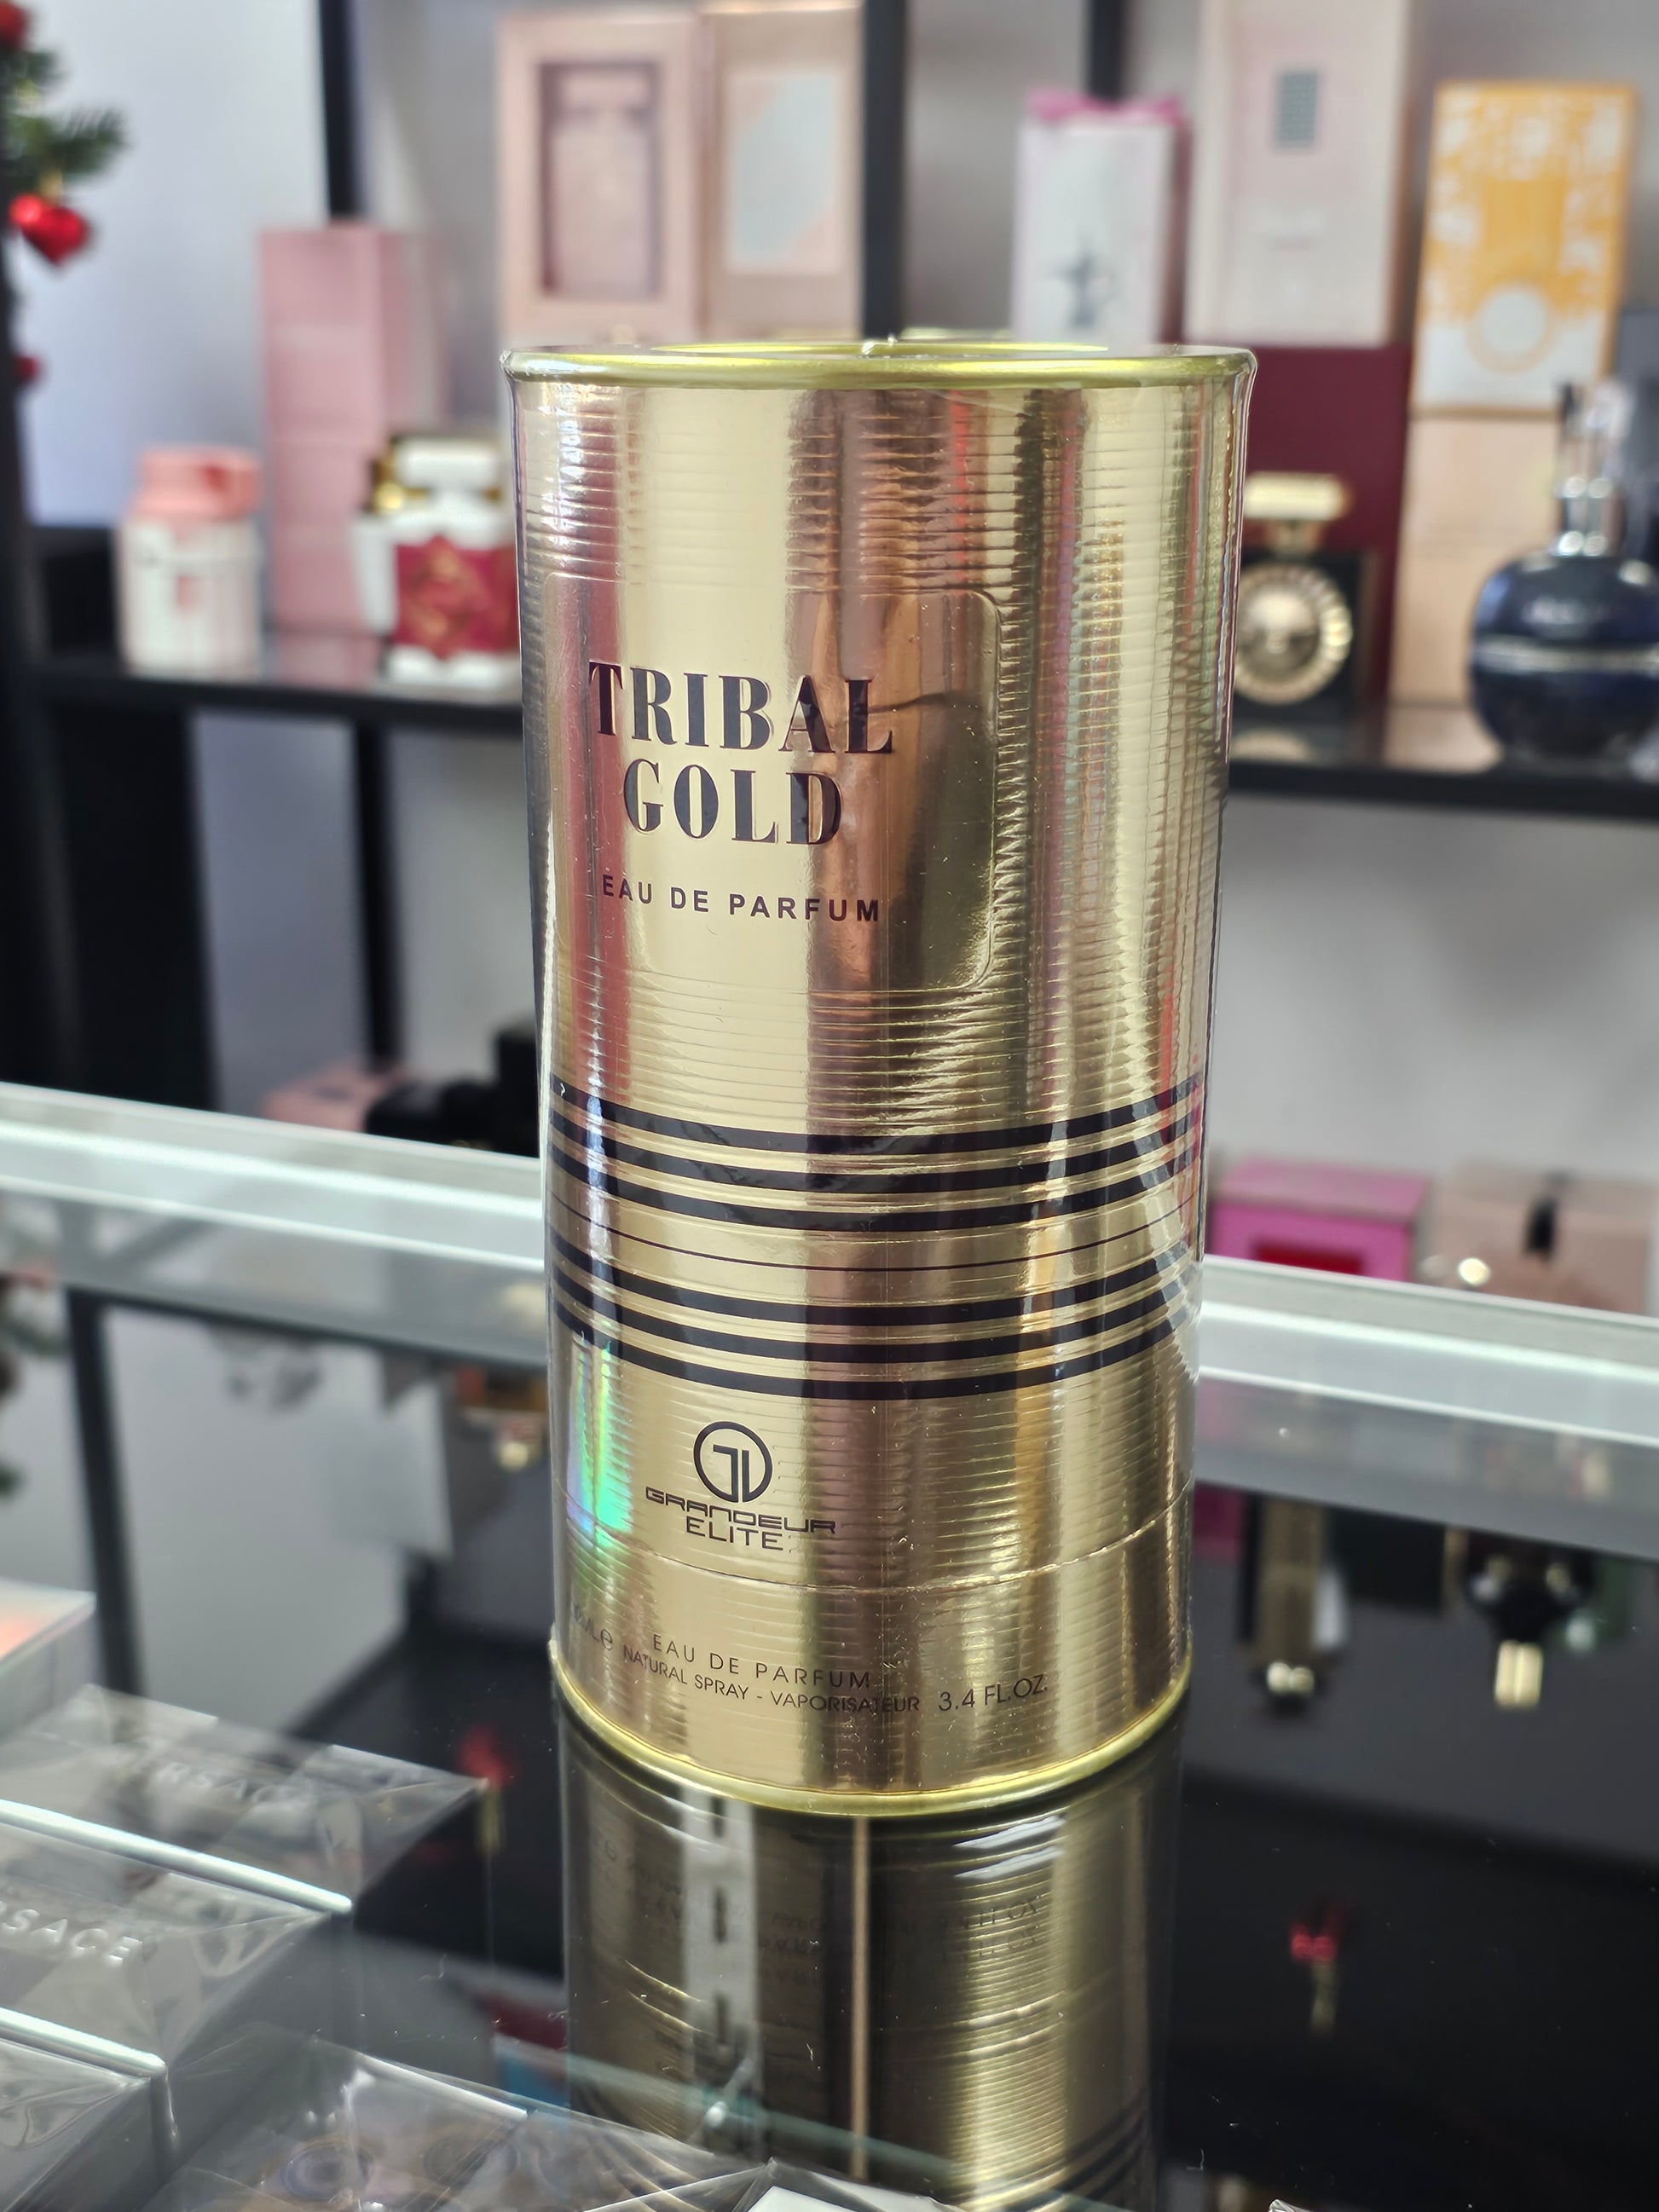 TRIBAL
GOLD
EAU DE PARFUM
GRANDEUR
ELITE
EAU DE PARFUM
NATURAL SPRAY - VAPORISATEUR 3.4 FL.OZ.